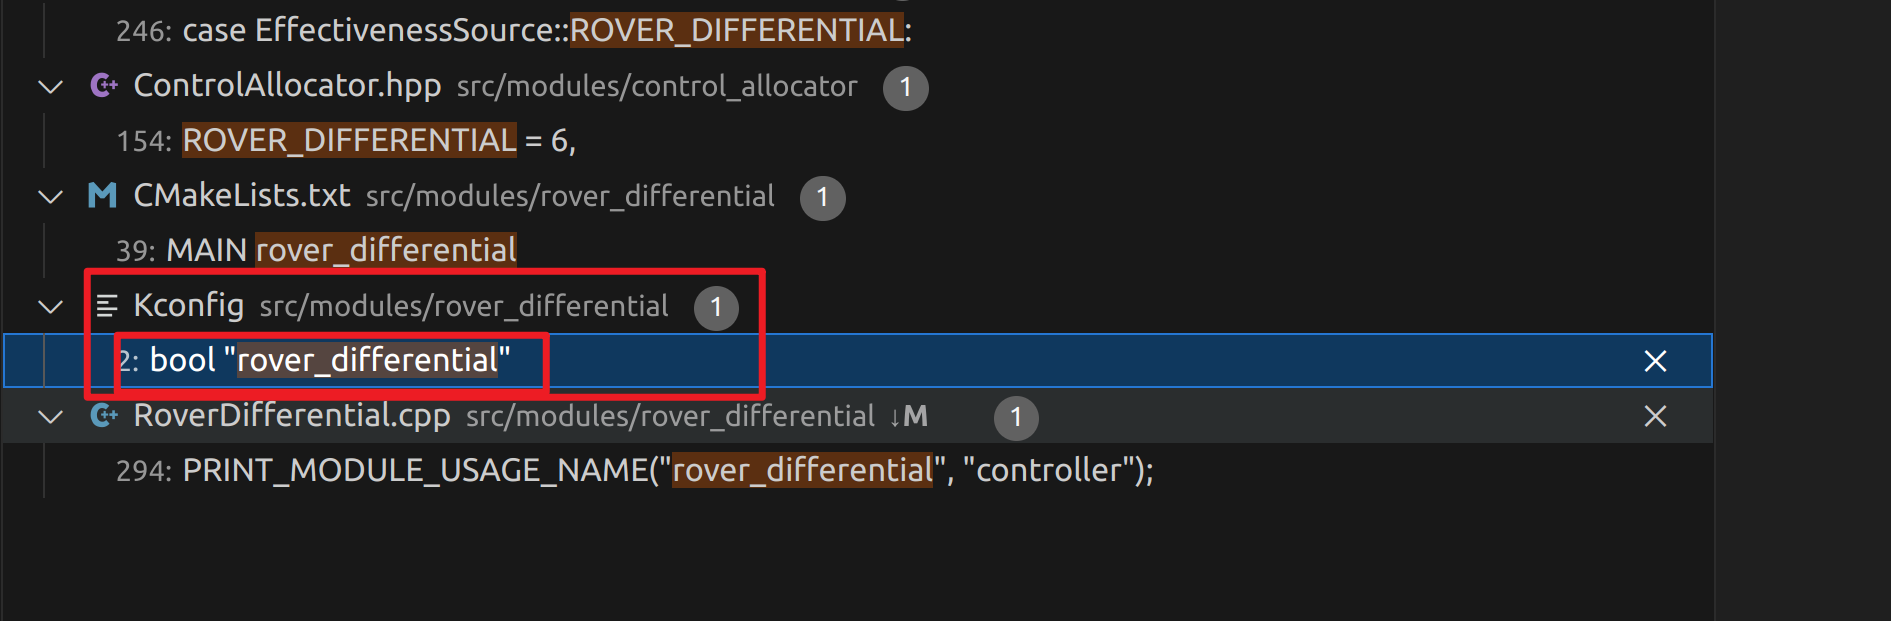 246: case EffectivenessSource::ROVER_DIFFERENTIAL:
ControlAllocator.hpp src/modules/control_allocator 1
154: ROVER_DIFFERENTIAL = 6,
CMakeLists.txt src/modules/rover_differential 1
39: MAIN rover_differential
Kconfig src/modules/rover_differential 1
2: bool "rover_differential"
RoverDifferential.cpp src/modules/rover_differential ↓M 1
294: PRINT_MODULE_USAGE_NAME("rover_differential", "controller");